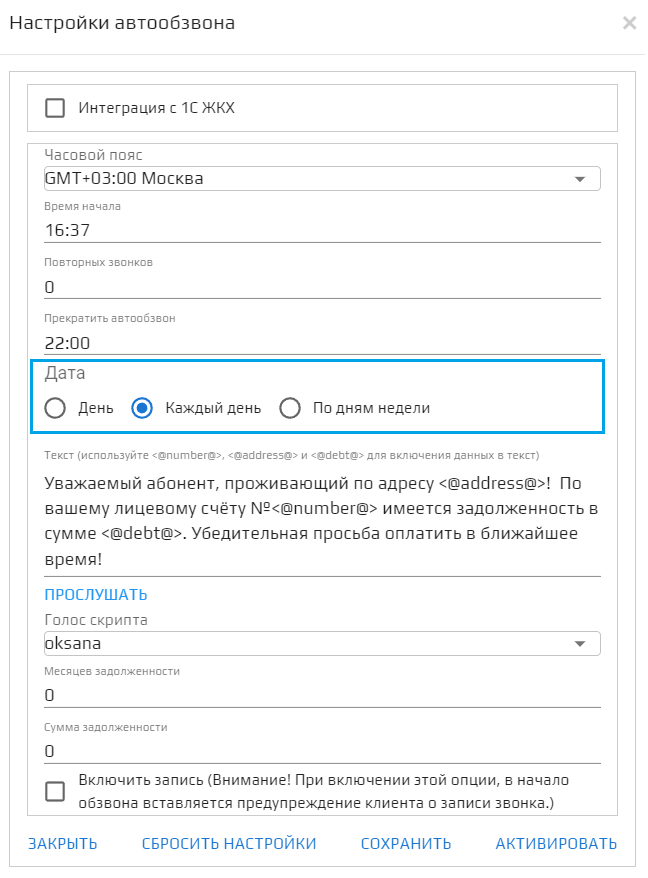 Настройки автообзвона
Интеграция с 1С ЖКХ
Часовой пояс
GMT+03:00 Москва
Время начала
16:37
Повторных звонков
0
Прекратить автообзвон
22:00
Дата
День Каждый день По дням недели
Текст (используйте <@number@>, <@address@> и <@debt@> для включения данных в текст)
Уважаемый абонент, проживающий по адресу <@address@>! По
вашему лицевому счёту №<@number@> имеется задолженность в
сумме <@debt@>. Убедительная просьба оплатить в ближайшее
время!
ПРОСЛУШАТЬ
Голос скрипта
oksana
Месяцев задолженности
0
Сумма задолженности
0
Включить запись (Внимание! При включении этой опции, в начало
обзвона вставляется предупреждение клиента о записи звонка.)
ЗАКРЫТЬ СБРОСИТЬ НАСТРОЙКИ СОХРАНИТЬ АКТИВИРОВАТЬ